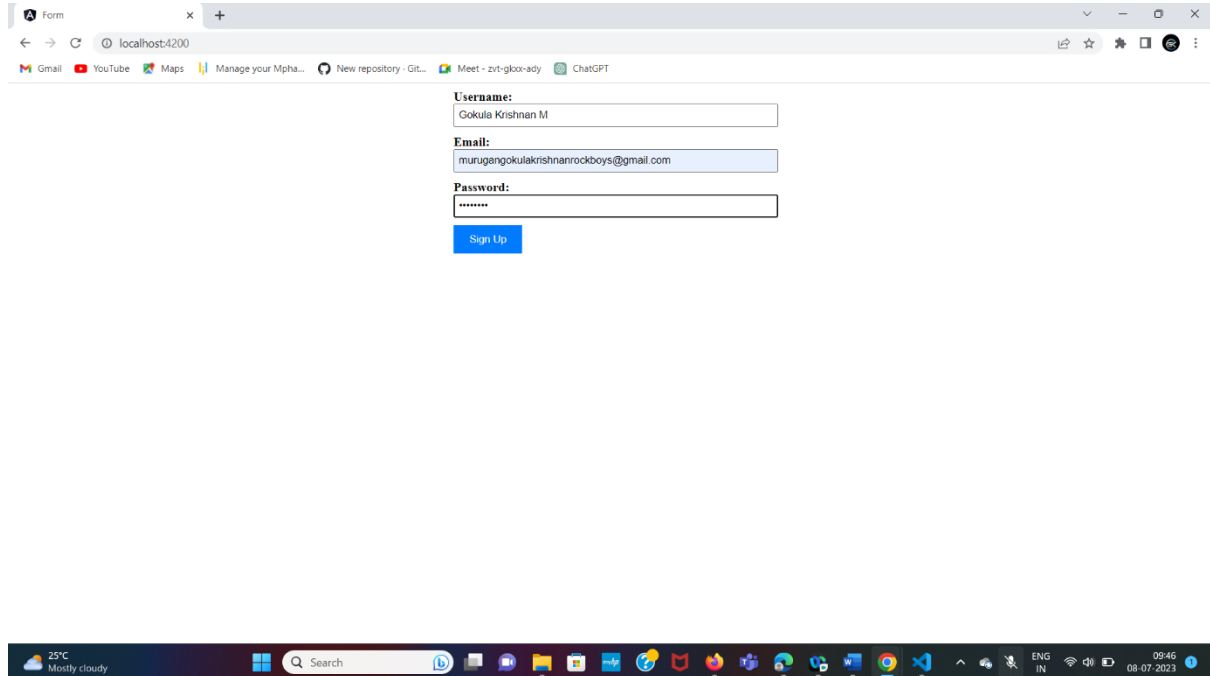 Form
localhost:4200
Gmail YouTube Maps Manage your Mpha... New repository · Git... Meet - zvt-gkxx-ady ChatGPT
Username:
Gokula Krishnan M
Email:
murugangokulakrishnanrockboys@gmail.com
Password:
••••••••
Sign Up
25°C
Mostly cloudy
Search
ENG
IN
09:46
08-07-2023
1